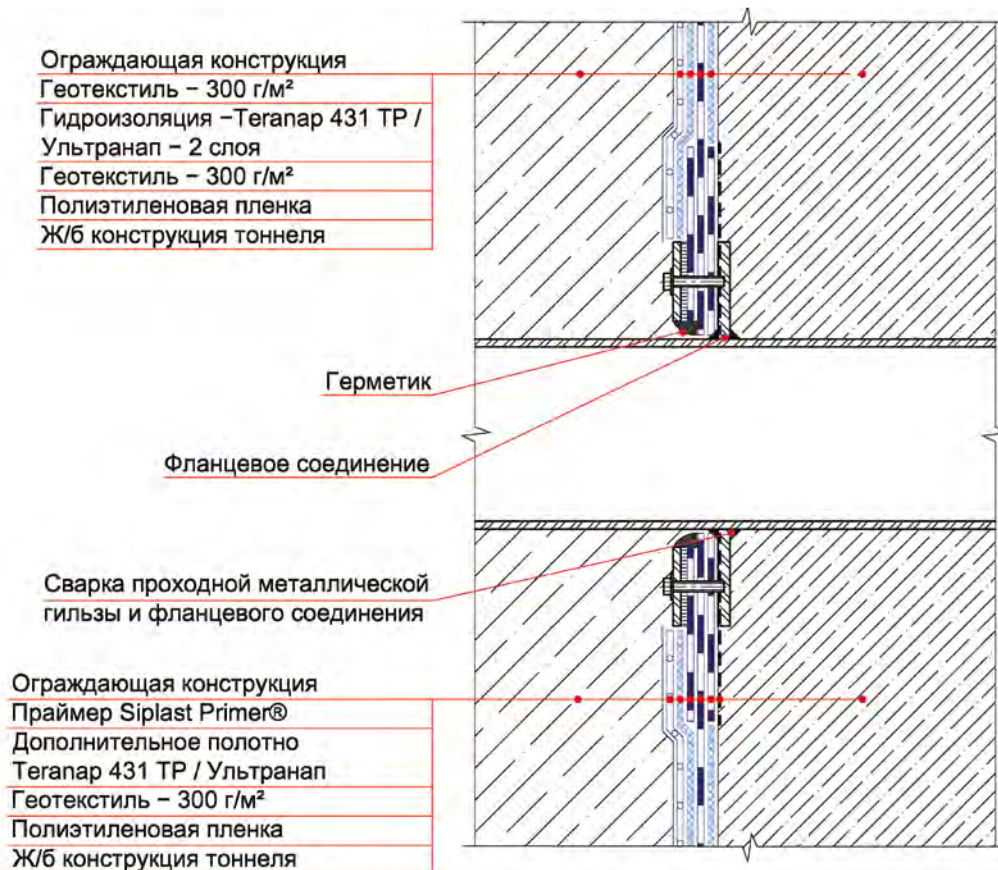 Ограждающая конструкция
Геотекстиль – 300 г/м²
Гидроизоляция –Teranap 431 TP /
Ультранап – 2 слоя
Геотекстиль – 300 г/м²
Полиэтиленовая пленка
Ж/б конструкция тоннеля
Герметик
Фланцевое соединение
Сварка проходной металлической
гильзы и фланцевого соединения
Ограждающая конструкция
Праймер Siplast Primer®
Дополнительное полотно
Teranap 431 TP / Ультранап
Геотекстиль – 300 г/м²
Полиэтиленовая пленка
Ж/б конструкция тоннеля